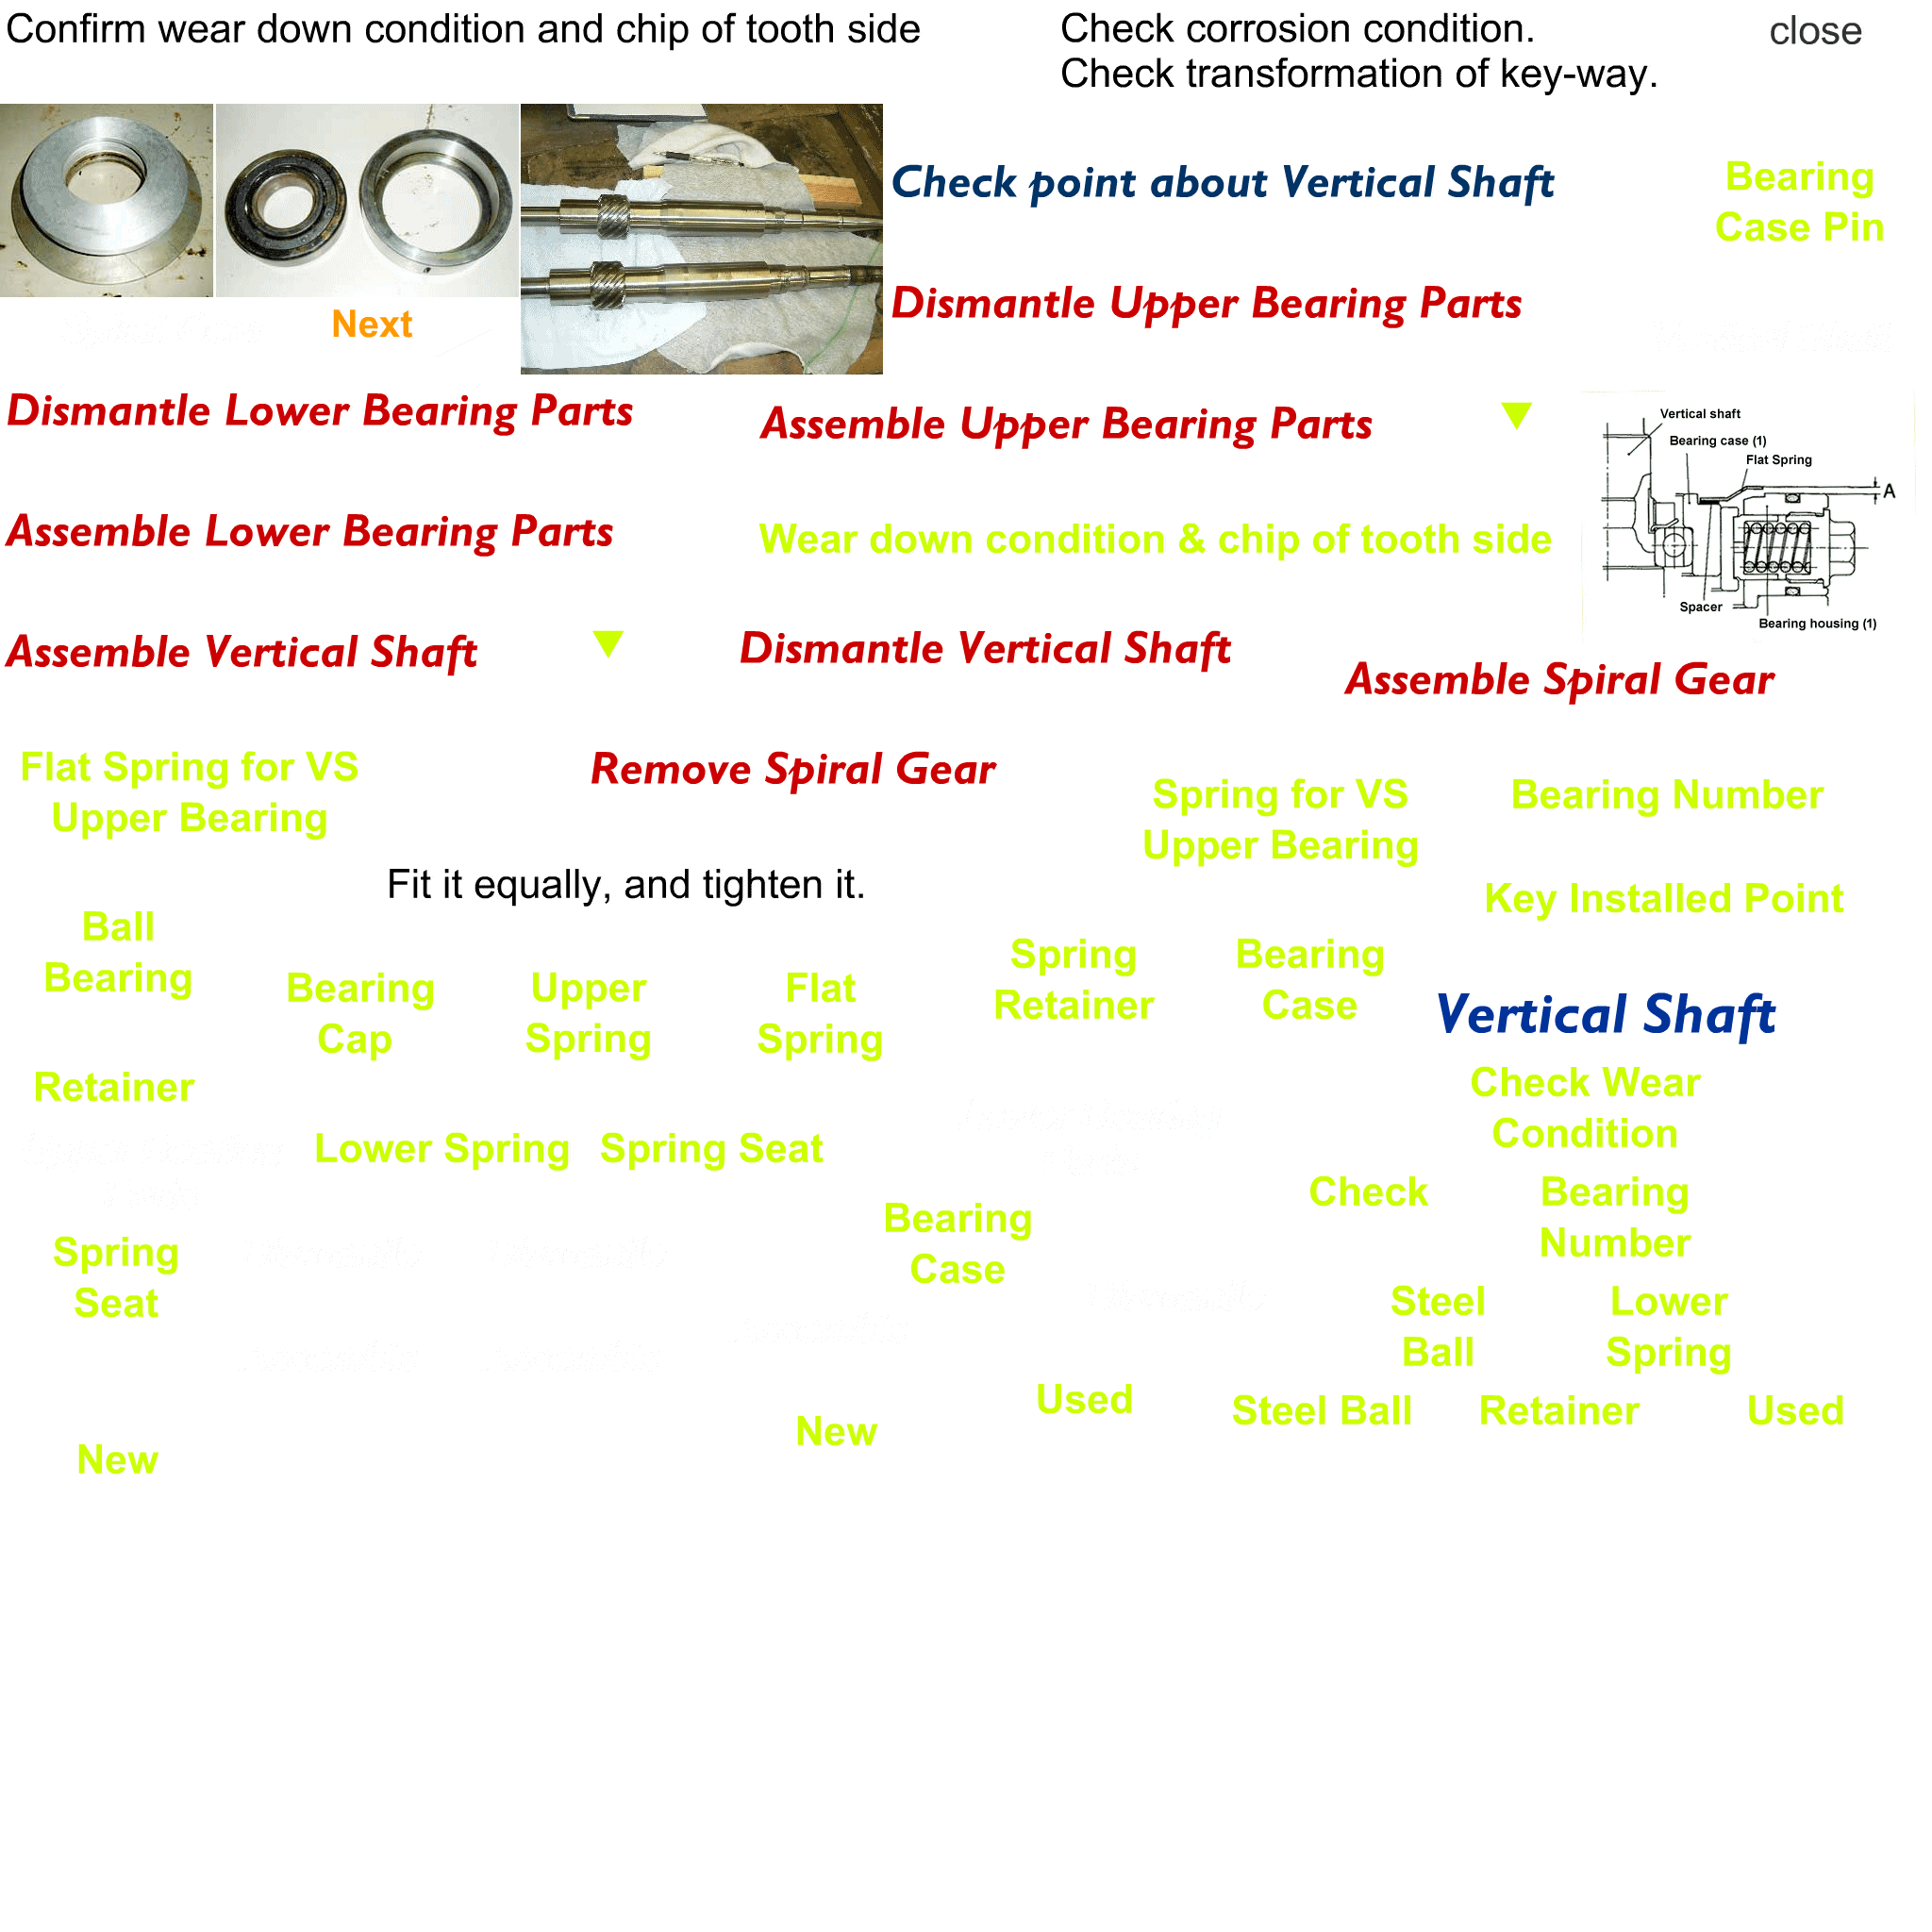 Confirm wear down condition and chip of tooth side
Check corrosion condition.
Check transformation of key-way.
close
Check point about Vertical Shaft
Bearing
Case Pin
Dismantle Upper Bearing Parts
Next
Dismantle Lower Bearing Parts
Assemble Upper Bearing Parts
Vertical shaft
Bearing case (1)
Flat Spring
A
Spacer
Bearing housing (1)
Assemble Lower Bearing Parts
Wear down condition & chip of tooth side
Assemble Vertical Shaft
Dismantle Vertical Shaft
Assemble Spiral Gear
Flat Spring for VS
Upper Bearing
Remove Spiral Gear
Spring for VS
Upper Bearing
Bearing Number
Fit it equally, and tighten it.
Key Installed Point
Ball
Bearing
Bearing
Cap
Upper
Spring
Flat
Spring
Spring
Retainer
Bearing
Case
Vertical Shaft
Retainer
Check Wear
Condition
Lower Spring
Spring Seat
Check
Bearing
Number
Bearing
Case
Spring
Seat
Steel
Ball
Lower
Spring
Used
Steel Ball
Retainer
Used
New
New